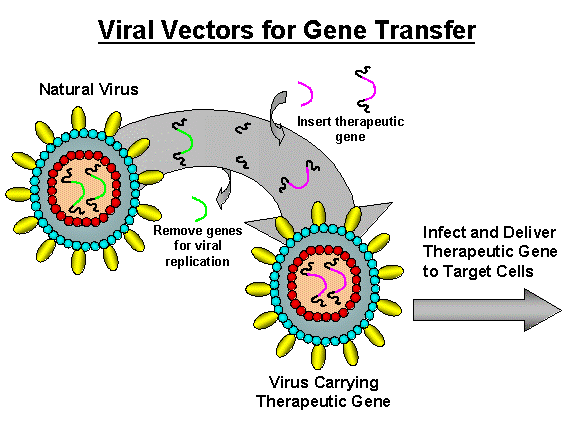 Viral Vectors for Gene Transfer
Natural Virus
Insert therapeutic
gene
Remove genes
for viral
replication
Infect and Deliver
Therapeutic Gene
to Target Cells
Virus Carrying
Therapeutic Gene